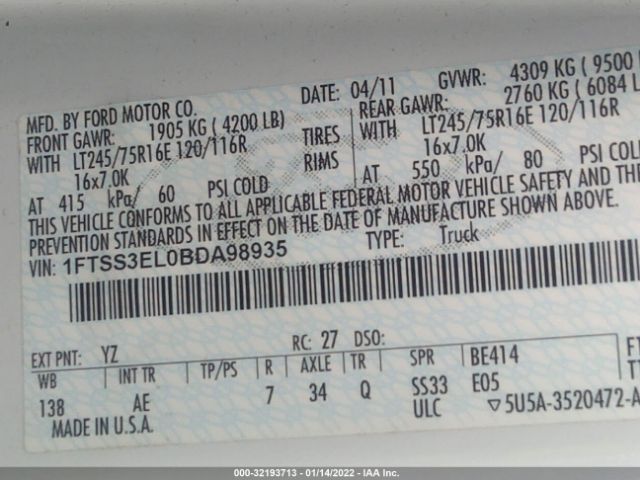 MFD. BY FORD MOTOR CO.
DATE: 04/11
GVWR: 4309 KG ( 9500
FRONT GAWR: 1905 KG ( 4200 LB)
REAR GAWR: 2760 KG ( 6084 L
WITH LT245/75R16E 120/116R TIRES
WITH LT245/75R16E 120/116R
16x7.0K RIMS
16x7.0K
AT 415 kPa/ 60 PSI COLD
AT 550 kPa/ 80 PSI COL
THIS VEHICLE CONFORMS TO ALL APPLICABLE FEDERAL MOTOR VEHICLE SAFETY AND THE
PREVENTION STANDARDS IN EFFECT ON THE DATE OF MANUFACTURE SHOWN ABOVE.
VIN: 1FTSS3EL0BDA98935
TYPE: Truck
EXT PNT: YZ
RC: 27 DSO:
WB INT TR TP/PS R AXLE TR SPR BE414
138 AE 7 34 Q SS33 E05
ULC ▽5U5A-3520472-A
MADE IN U.S.A.
000-32193713 - 01/14/2022 - IAA Inc.